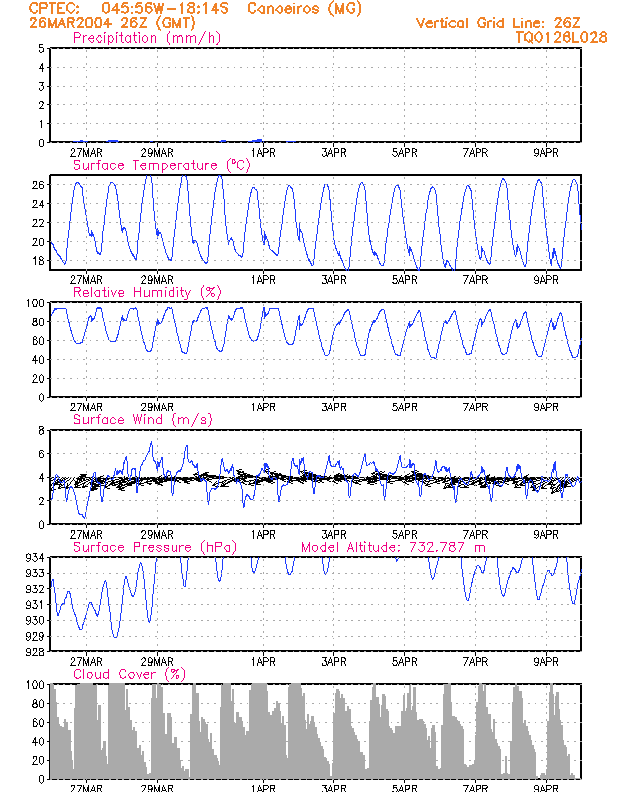 CPTEC:  045:56W-18:14S  Canoeiros (MG)
26MAR2004 26Z (GMT)  Vertical Grid Line: 26Z
Precipitation (mm/h)  TQ0126L028
5
4
3
2
1
0
27MAR 29MAR 1APR 3APR 5APR 7APR 9APR
Surface Temperature (°C)
26
24
22
20
18
27MAR 29MAR 1APR 3APR 5APR 7APR 9APR
Relative Humidity (%)
100
80
60
40
20
0
27MAR 29MAR 1APR 3APR 5APR 7APR 9APR
Surface Wind (m/s)
8
6
4
2
0
27MAR 29MAR 1APR 3APR 5APR 7APR 9APR
Surface Pressure (hPa)  Model Altitude: 732.787 m
934
933
932
931
930
929
928
27MAR 29MAR 1APR 3APR 5APR 7APR 9APR
Cloud Cover (%)
100
80
60
40
20
0
27MAR 29MAR 1APR 3APR 5APR 7APR 9APR